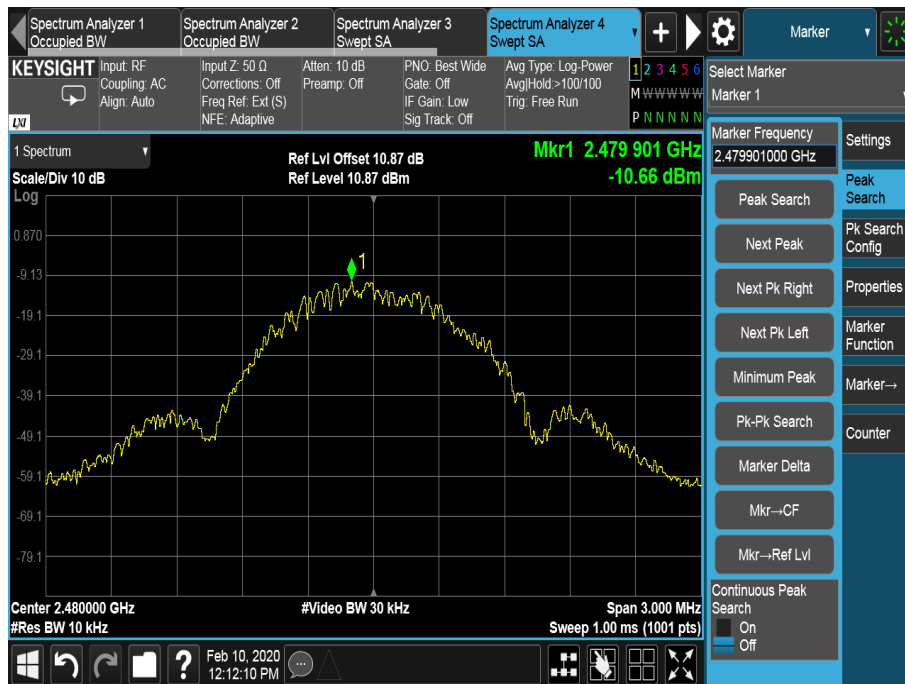 Spectrum Analyzer 1
Occupied BW
Spectrum Analyzer 2
Occupied BW
Spectrum Analyzer 3
Swept SA
Spectrum Analyzer 4
Swept SA
Marker
KEYSIGHT
LXI
Input: RF
Coupling: AC
Align: Auto
Input Z: 50 Ω
Corrections: Off
Freq Ref: Ext (S)
NFE: Adaptive
Atten: 10 dB
Preamp: Off
PNO: Best Wide
Gate: Off
IF Gain: Low
Sig Track: Off
Avg Type: Log-Power
Avg|Hold:>100/100
Trig: Free Run
1 2 3 4 5 6
M W W W W W W
P N N N N N
Select Marker
Marker 1
1 Spectrum
Scale/Div 10 dB
Log
Ref Lvl Offset 10.87 dB
Ref Level 10.87 dBm
Mkr1 2.479 901 GHz
-10.66 dBm
0.870
-9.13
-19.1
-29.1
-39.1
-49.1
-59.1
-69.1
-79.1
1
Center 2.480000 GHz
#Res BW 10 kHz
#Video BW 30 kHz
Span 3.000 MHz
Sweep 1.00 ms (1001 pts)
Marker Frequency
2.479901000 GHz
Peak Search
Next Peak
Next Pk Right
Next Pk Left
Minimum Peak
Pk-Pk Search
Marker Delta
Mkr→CF
Mkr→Ref Lvl
Continuous Peak
Search
On
Off
Settings
Peak
Search
Pk Search
Config
Properties
Marker
Function
Marker→
Counter
?
Feb 10, 2020
12:12:10 PM